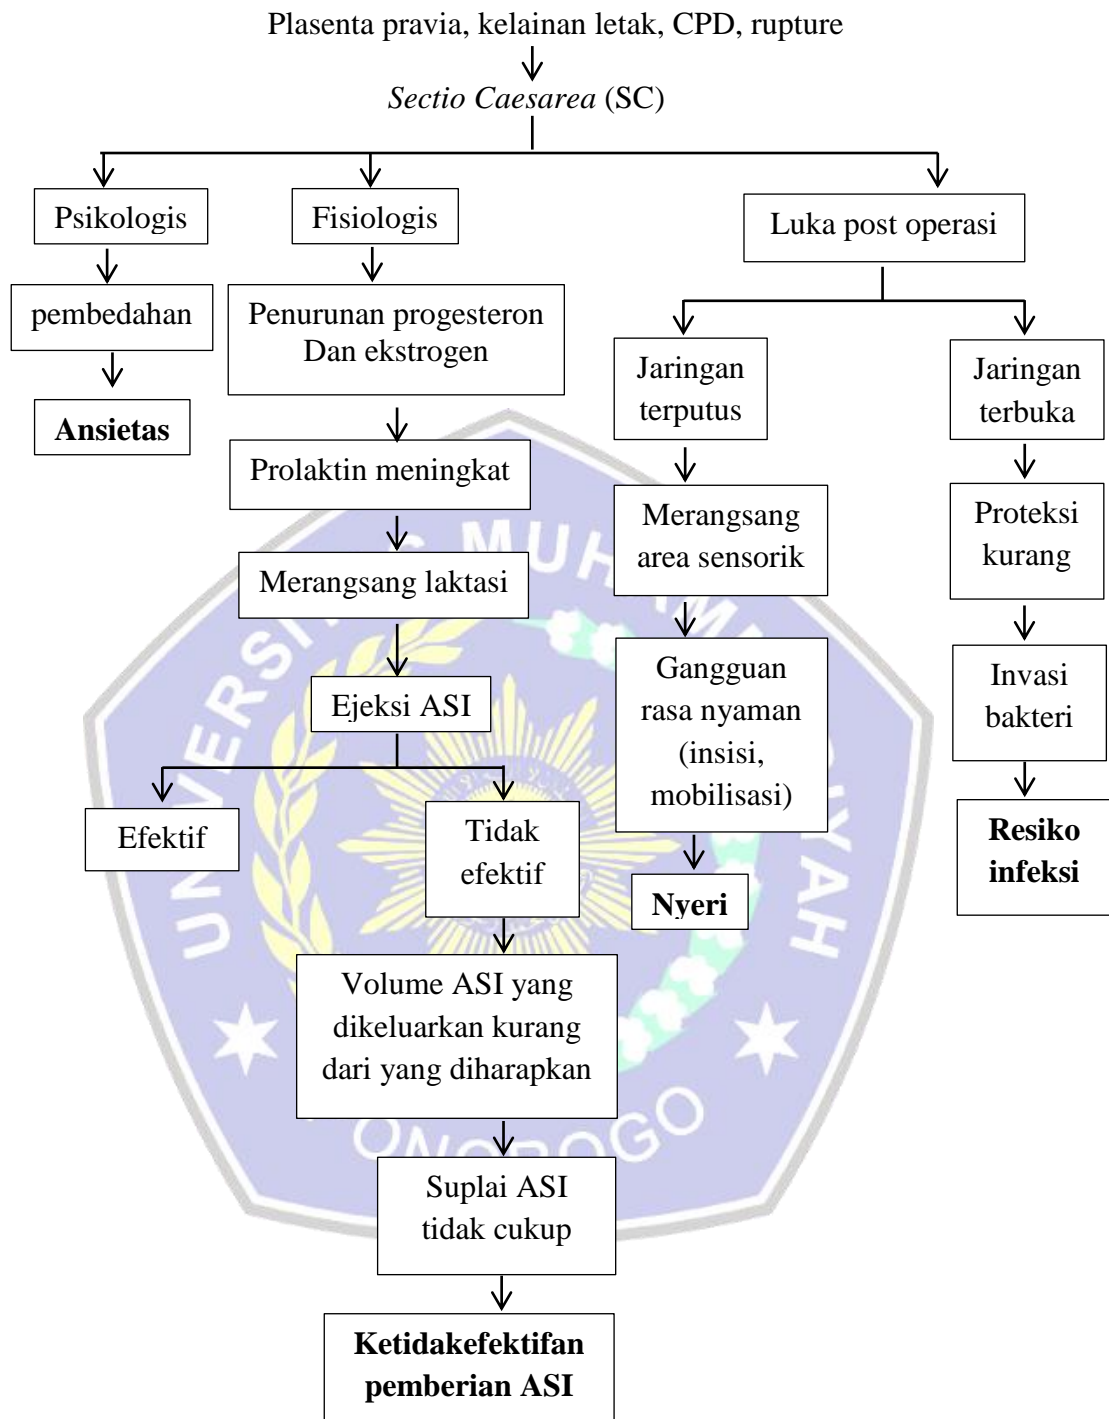 Plasenta pravia, kelainan letak, CPD, rupture
Sectio Caesarea (SC)
Psikologis
Fisiologis
Luka post operasi
pembedahan
Penurunan progesteron
Dan ekstrogen
Jaringan
terputus
Jaringan
terbuka
Ansietas
Prolaktin meningkat
Merangsang
area sensorik
Proteksi
kurang
Merangsang laktasi
Ejeksi ASI
Gangguan
rasa nyaman
(insisi,
mobilisasi)
Invasi
bakteri
Efektif
Tidak
efektif
Nyeri
Resiko
infeksi
Volume ASI yang
dikeluarkan kurang
dari yang diharapkan
Suplai ASI
tidak cukup
Ketidakefektifan
pemberian ASI